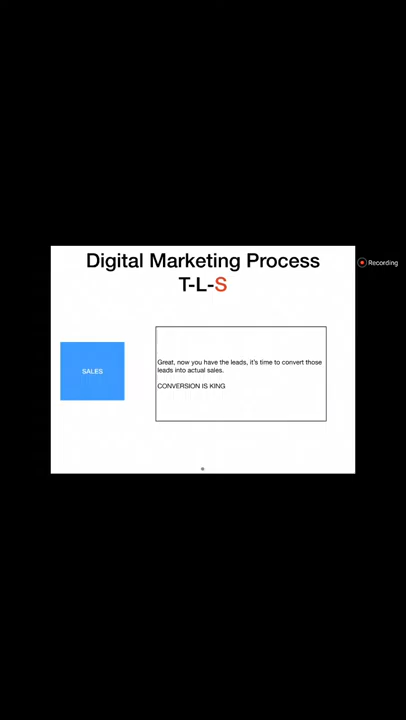 Digital Marketing Process
T-L-S
Recording
SALES
Great, now you have the leads, it's time to convert those
leads into actual sales.
CONVERSION IS KING